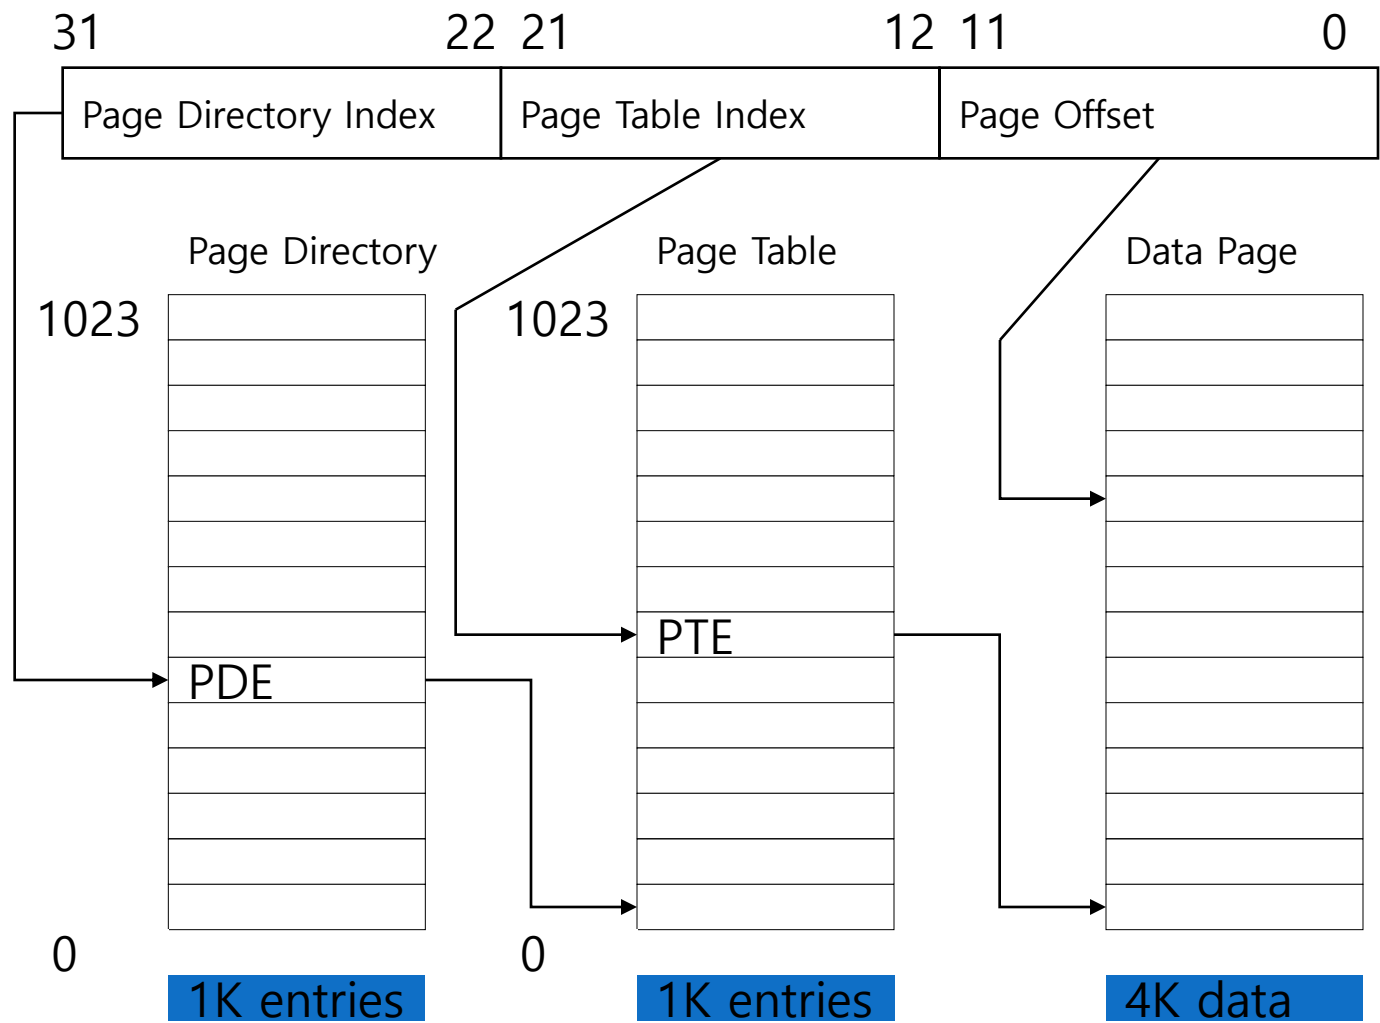 31 22 21 12 11 0
Page Directory Index Page Table Index Page Offset
Page Directory Page Table Data Page
1023 1023
PTE
PDE
0 0
1K entries 1K entries 4K data